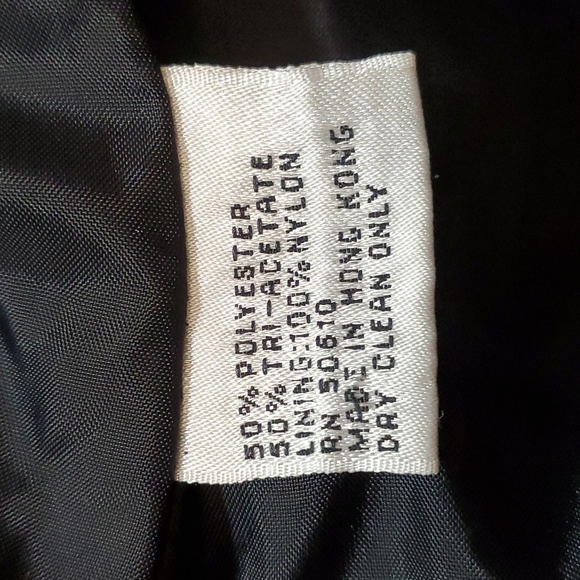 50% POLYESTER
50% TRI-ACETATE
LINING:100% NYLON
RN 50610
MADE IN HONG KONG
DRY CLEAN ONLY